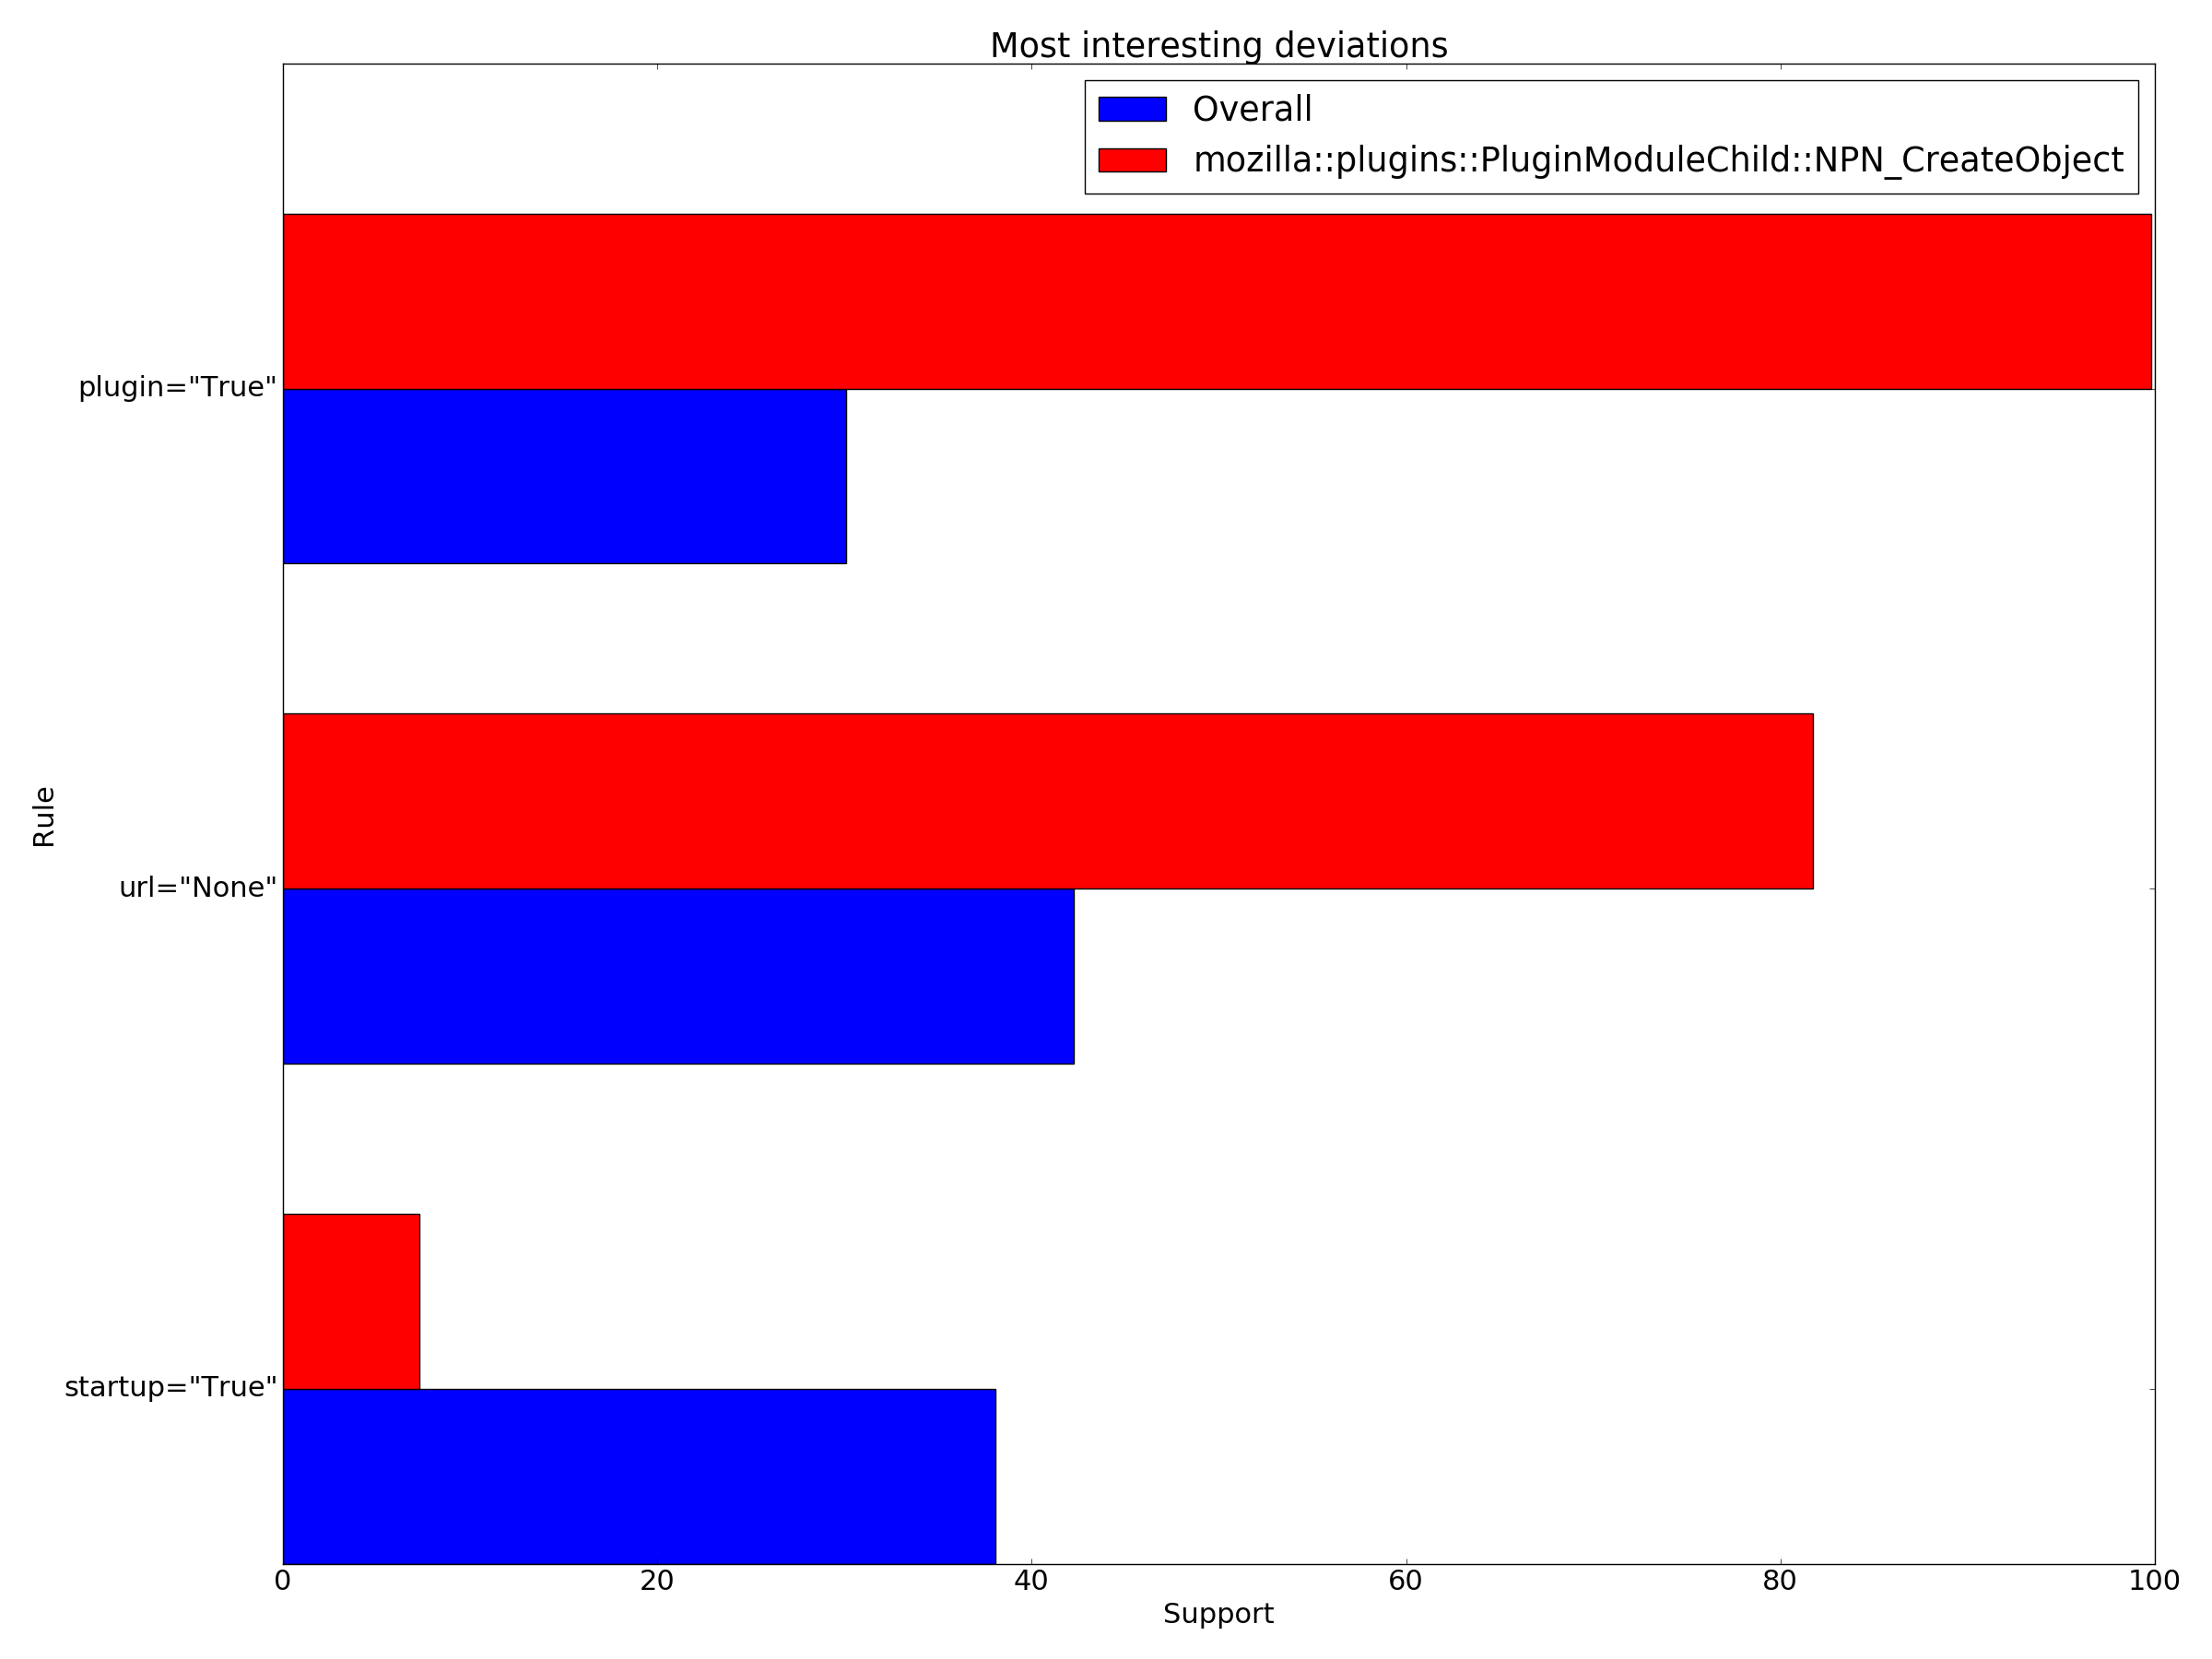 Most interesting deviations
Overall
mozilla::plugins::PluginModuleChild::NPN_CreateObject
plugin="True"
url="None"
startup="True"
Rule
0 20 40 60 80 100
Support